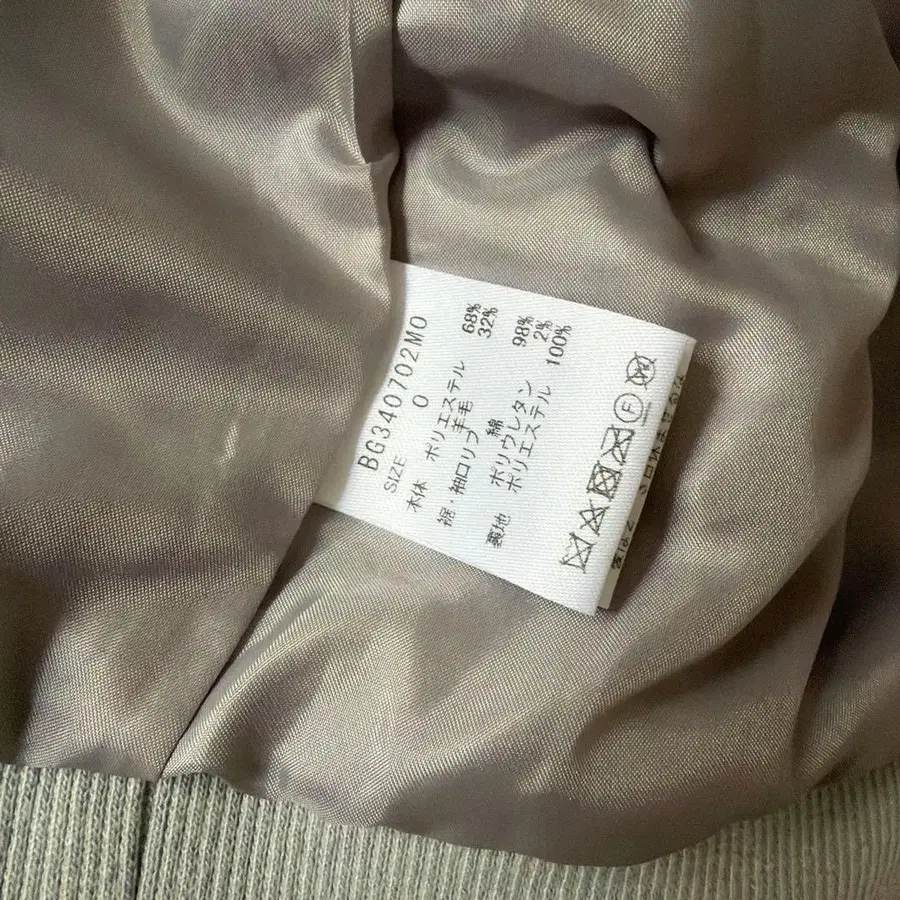 BG340702MO
SIZE 0
本体 ポリエステル 68%
羊毛 32%
裾・袖口リブ 綿 98%
ポリウレタン 2%
裏地 ポリエステル 100%
F
W